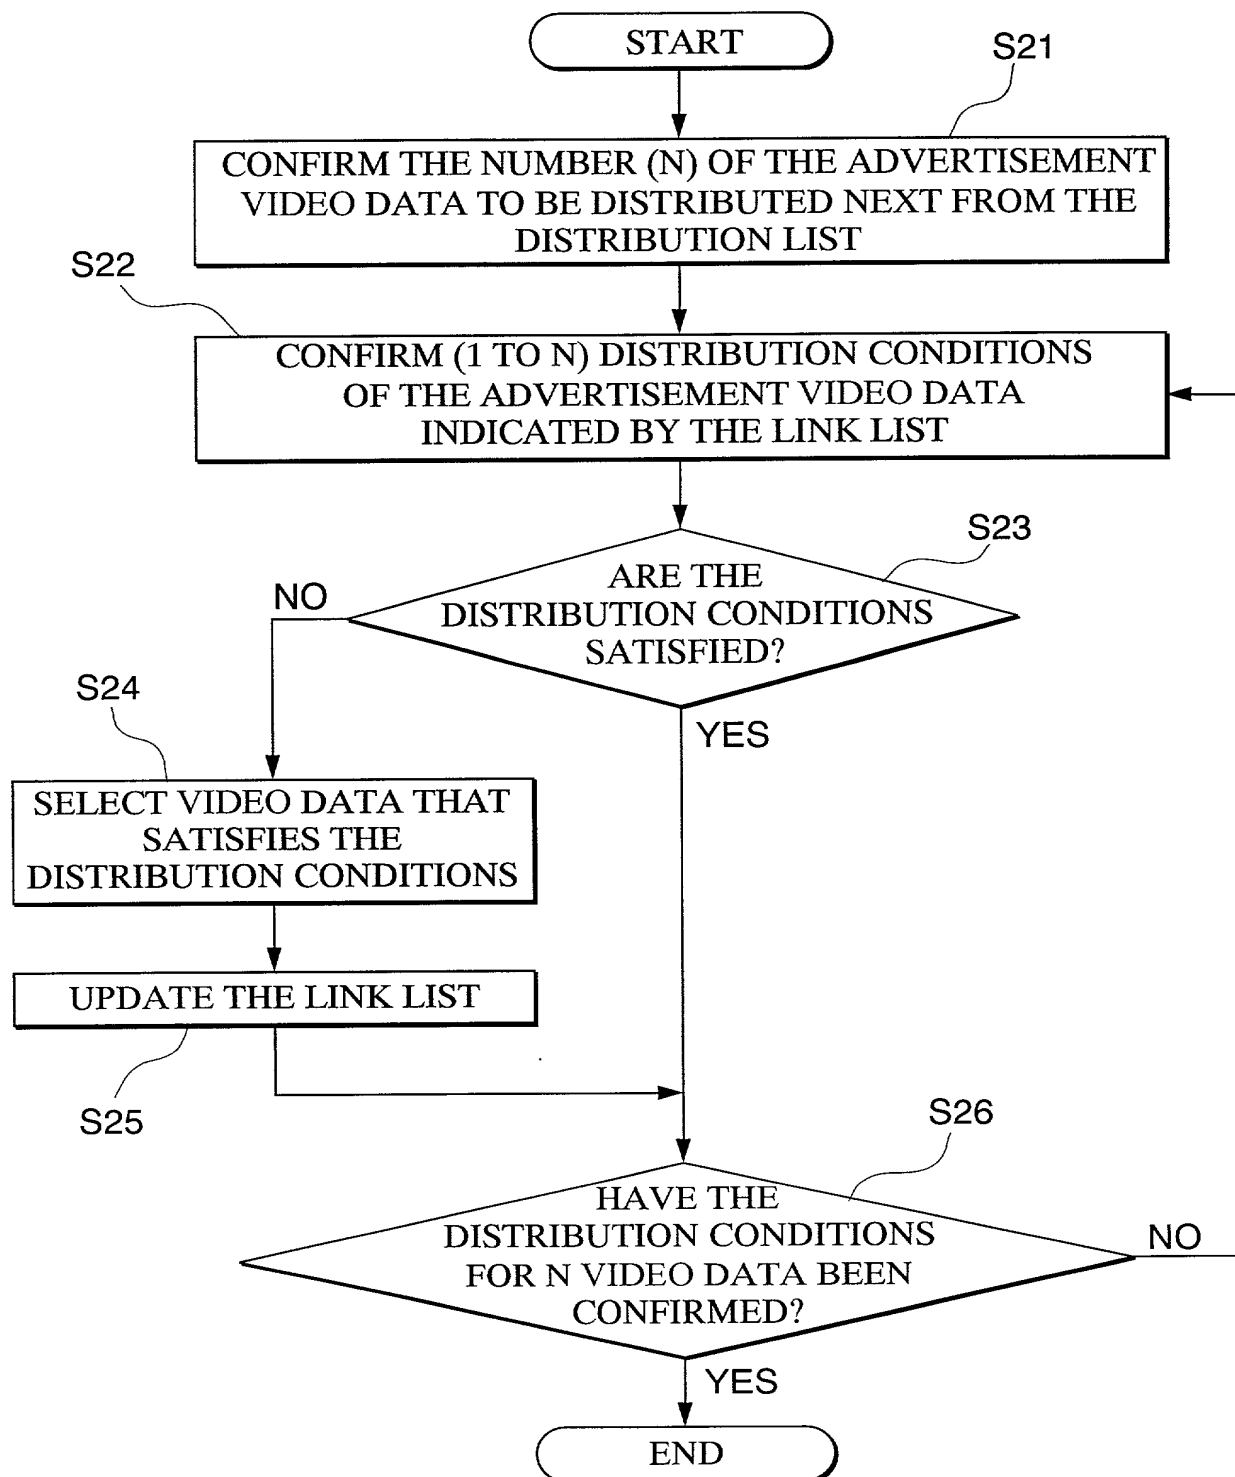 START
S21
CONFIRM THE NUMBER (N) OF THE ADVERTISEMENT
VIDEO DATA TO BE DISTRIBUTED NEXT FROM THE
DISTRIBUTION LIST
S22
CONFIRM (1 TO N) DISTRIBUTION CONDITIONS
OF THE ADVERTISEMENT VIDEO DATA
INDICATED BY THE LINK LIST
S23
ARE THE
DISTRIBUTION CONDITIONS
SATISFIED?
NO
YES
S24
SELECT VIDEO DATA THAT
SATISFIES THE
DISTRIBUTION CONDITIONS
UPDATE THE LINK LIST
S25
S26
HAVE THE
DISTRIBUTION CONDITIONS
FOR N VIDEO DATA BEEN
CONFIRMED?
NO
YES
END